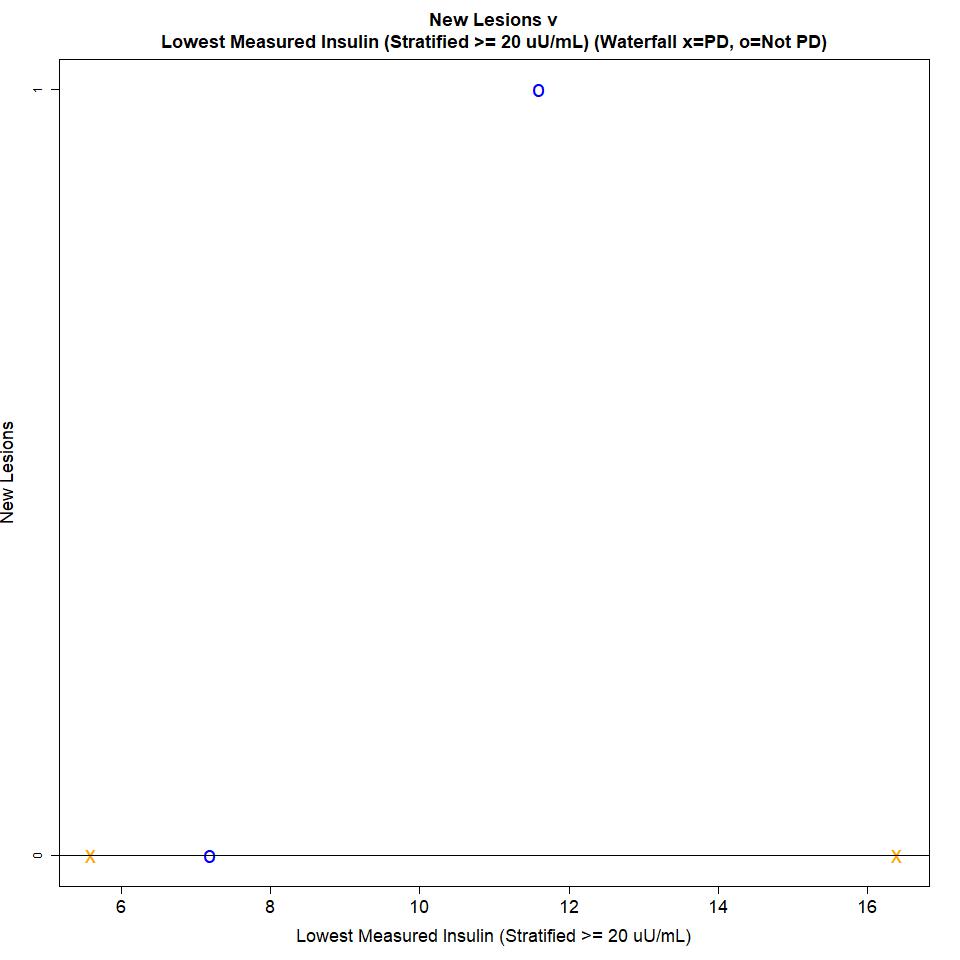 New Lesions v
Lowest Measured Insulin (Stratified >= 20 uU/mL) (Waterfall x=PD, o=Not PD)
1
New Lesions
0
o
x
o
x
6 8 10 12 14 16
Lowest Measured Insulin (Stratified >= 20 uU/mL)